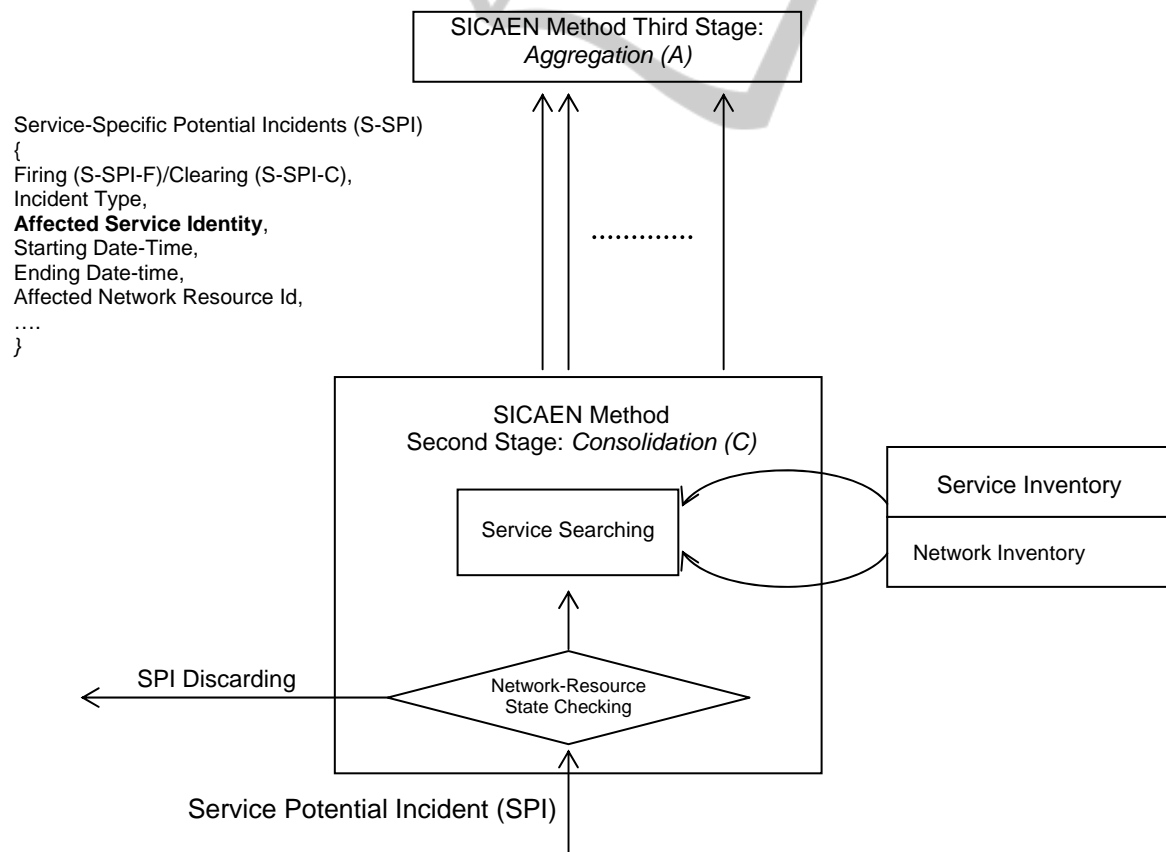 SICAEN Method Third Stage:
Aggregation (A)
Service-Specific Potential Incidents (S-SPI)
{
Firing (S-SPI-F)/Clearing (S-SPI-C),
Incident Type,
Affected Service Identity,
Starting Date-Time,
Ending Date-time,
Affected Network Resource Id,
….
}
.............
SICAEN Method
Second Stage: Consolidation (C)
Service Searching
Service Inventory
Network Inventory
SPI Discarding
Network-Resource
State Checking
Service Potential Incident (SPI)